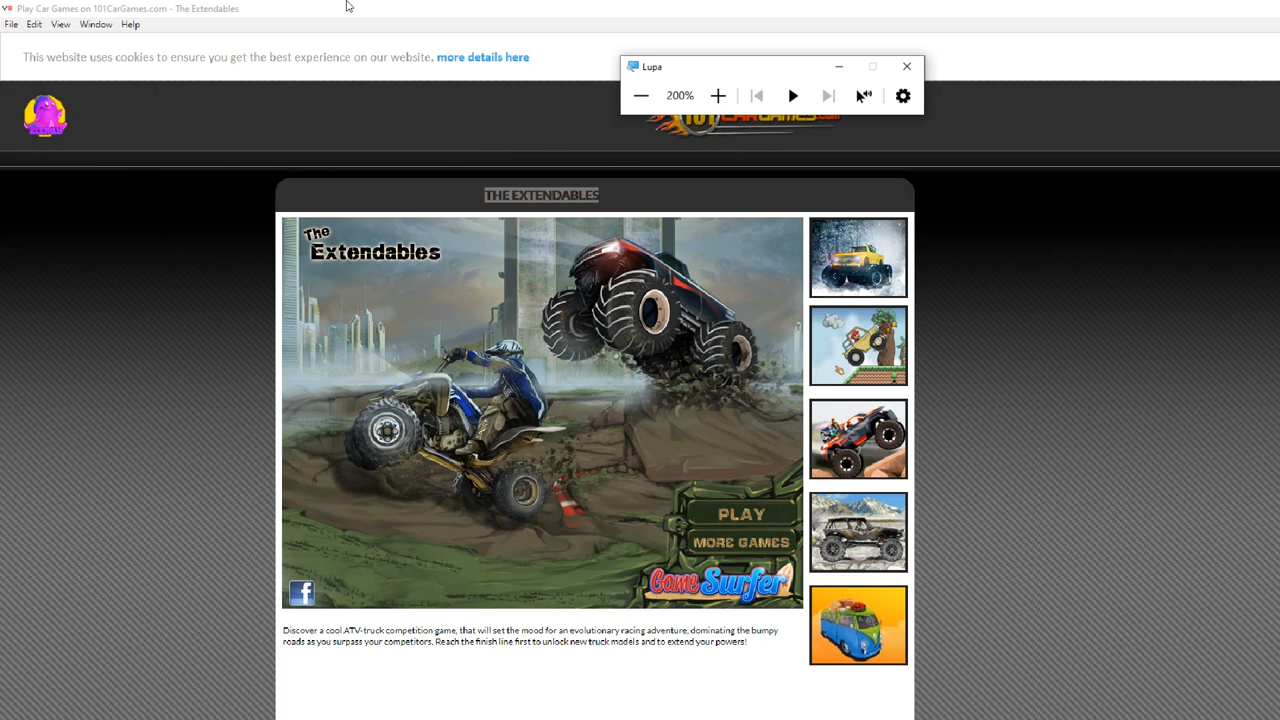 Play Car Games on 101CarGames.com - The Extendables
File Edit View Window Help
This website uses cookies to ensure you get the best experience on our website. more details here
Lupa
200%
101CARGAMES.com
THE EXTENDABLES
The
Extendables
PLAY
MORE GAMES
GameSurfer
f
Discover a cool ATV-truck competition game, that will set the mood for an evolutionary racing adventure, dominating the bumpy
roads as you surpass your competitors. Reach the finish line first to unlock new truck models and to extend your powers!